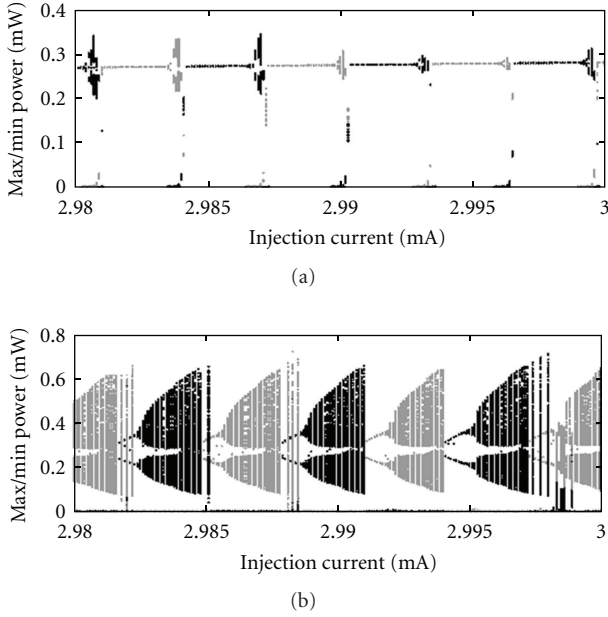 0.4
0.3
0.2
0.1
0
Max/min power (mW)
2.98 2.985 2.99 2.995 3
Injection current (mA)
(a)
0.8
0.6
0.4
0.2
0
Max/min power (mW)
2.98 2.985 2.99 2.995 3
Injection current (mA)
(b)